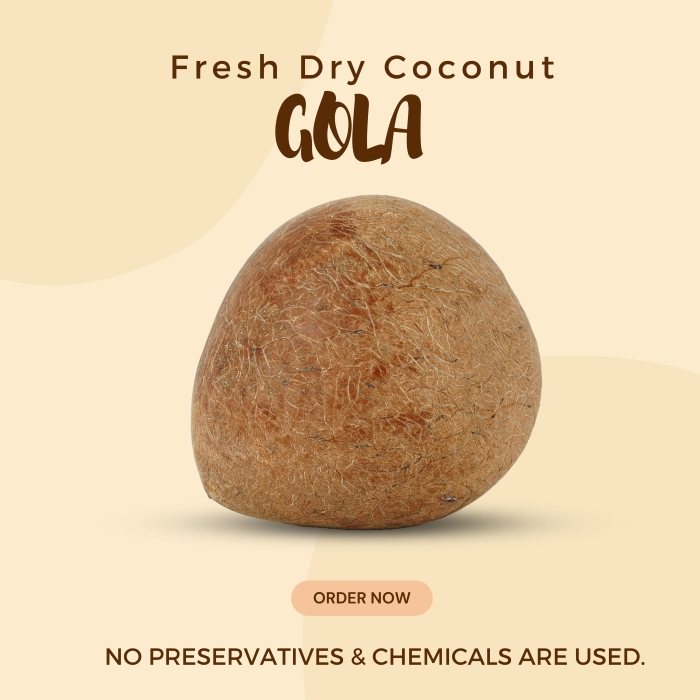 Fresh Dry Coconut
GOLA
ORDER NOW
NO PRESERVATIVES & CHEMICALS ARE USED.